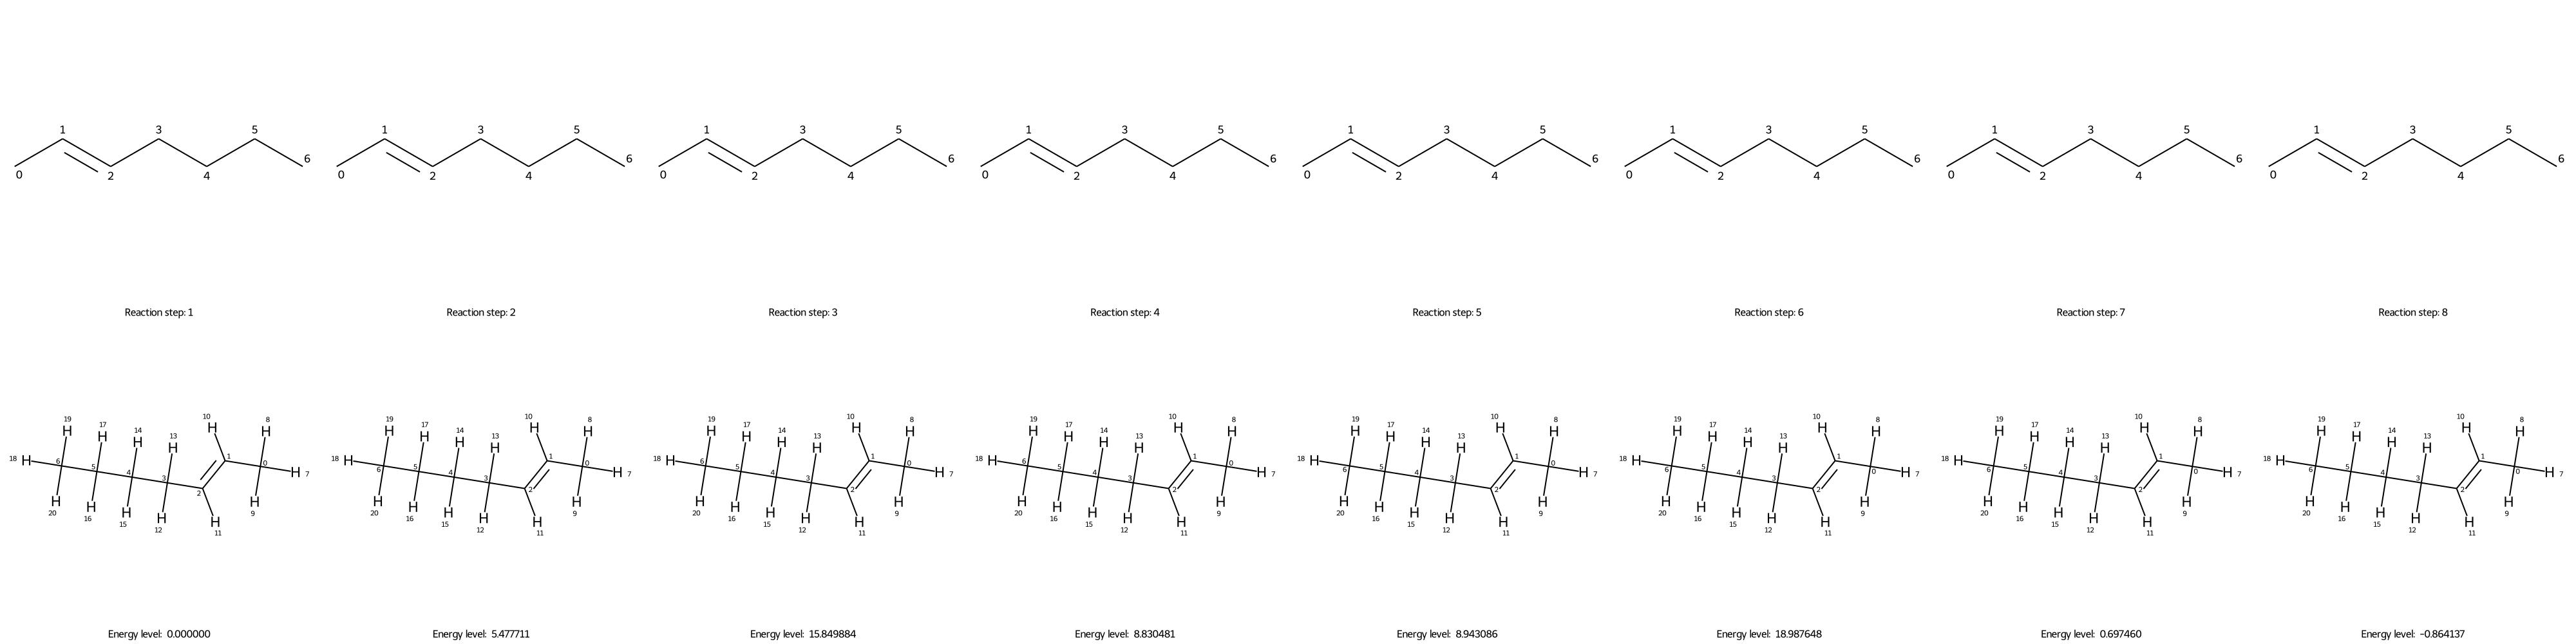 1 3 5 1 3 5 1 3 5 1 3 5 1 3 5 1 3 5 1 3 5 1 3 5
6 6 6 6 6 6 6 6
0 2 4 0 2 4 0 2 4 0 2 4 0 2 4 0 2 4 0 2 4 0 2 4
Reaction step: 1
Reaction step: 2
Reaction step: 3
Reaction step: 4
Reaction step: 5
Reaction step: 6
Reaction step: 7
Reaction step: 8
19 17 14 13 10 8 19 17 14 13 10 8 19 17 14 13 10 8 19 17 14 13 10 8 19 17 14 13 10 8 19 17 14 13 10 8 19 17 14 13 10 8 19 17 14 13 10 8
H H H H H H H H H H H H H H H H H H H H H H H H H H H H H H H H H H H H H H H H H H H H H H H H
18 H 6 5 4 3 2 1 0 H 7 18 H 6 5 4 3 2 1 0 H 7 18 H 6 5 4 3 2 1 0 H 7 18 H 6 5 4 3 2 1 0 H 7 18 H 6 5 4 3 2 1 0 H 7 18 H 6 5 4 3 2 1 0 H 7 18 H 6 5 4 3 2 1 0 H 7 18 H 6 5 4 3 2 1 0 H 7
H H H H H H H H H H H H H H H H H H H H H H H H H H H H H H H H H H H H H H H H H H H H H H H H
20 16 15 12 11 9 20 16 15 12 11 9 20 16 15 12 11 9 20 16 15 12 11 9 20 16 15 12 11 9 20 16 15 12 11 9 20 16 15 12 11 9 20 16 15 12 11 9
Energy level: 0.000000
Energy level: 5.477711
Energy level: 15.849884
Energy level: 8.830481
Energy level: 8.943086
Energy level: 18.987648
Energy level: 0.697460
Energy level: −0.864137